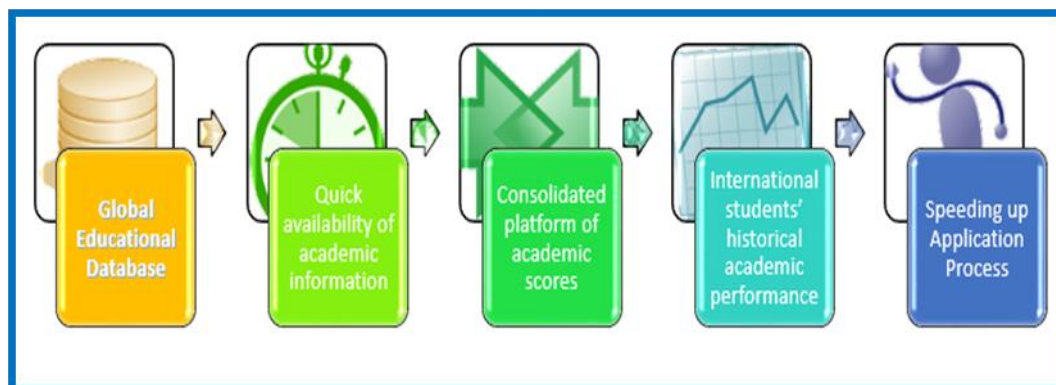 Global
Educational
Database
Quick
availability of
academic
information
Consolidated
platform of
academic
scores
International
students’
historical
academic
performance
Speeding up
Application
Process